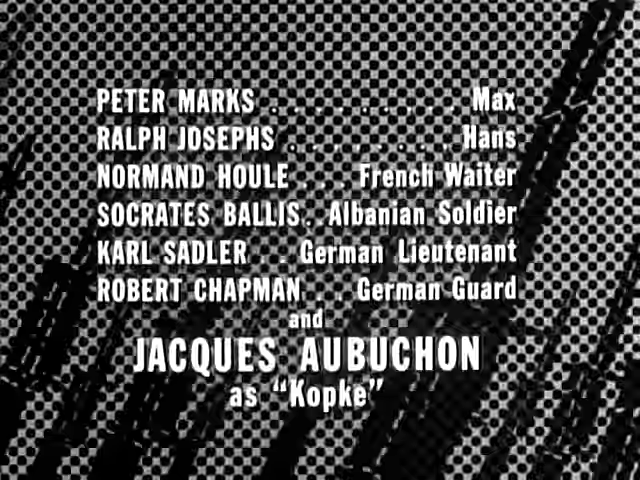 PETER MARKS . . . . . . . . . . Max
RALPH JOSEPHS . . . . . . . . Hans
NORMAND HOULE . . . French Waiter
SOCRATES BALLIS. . Albanian Soldier
KARL SADLER . . German Lieutenant
ROBERT CHAPMAN . . German Guard
and
JACQUES AUBUCHON
as “Kopke”